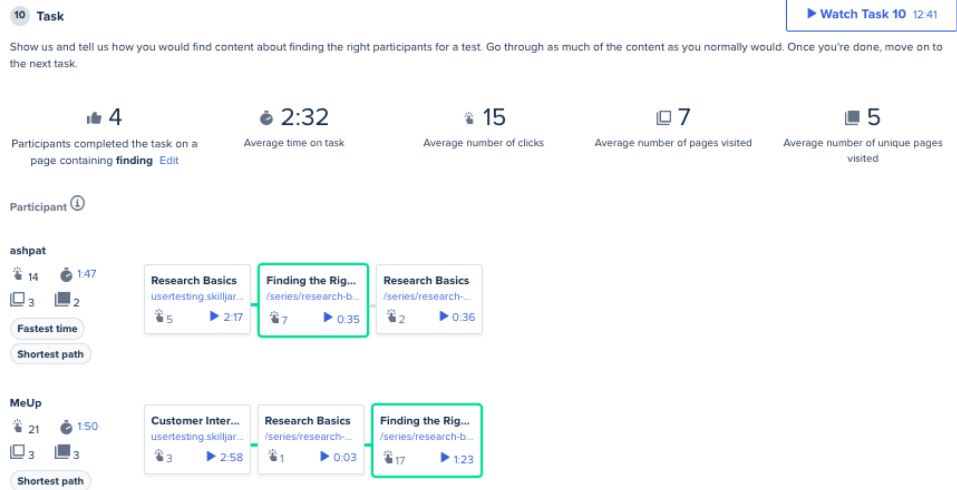 10 Task
Watch Task 10 12:41
Show us and tell us how you would find content about finding the right participants for a test. Go through as much of the content as you normally would. Once you're done, move on to
the next task.
4
2:32
15
7
5
Participants completed the task on a
page containing finding Edit
Average time on task
Average number of clicks
Average number of pages visited
Average number of unique pages
visited
Participant
ashpat
14 1:47
3 2
Fastest time
Shortest path
Research Basics
usertesting.skilljar...
5 2:17
Finding the Rig...
/series/research-b...
7 0:35
Research Basics
/series/research-...
2 0:36
MeUp
21 1:50
3 3
Shortest path
Customer Inter...
usertesting.skilljar...
3 2:58
Research Basics
/series/research-...
1 0:03
Finding the Rig...
/series/research-b...
17 1:23